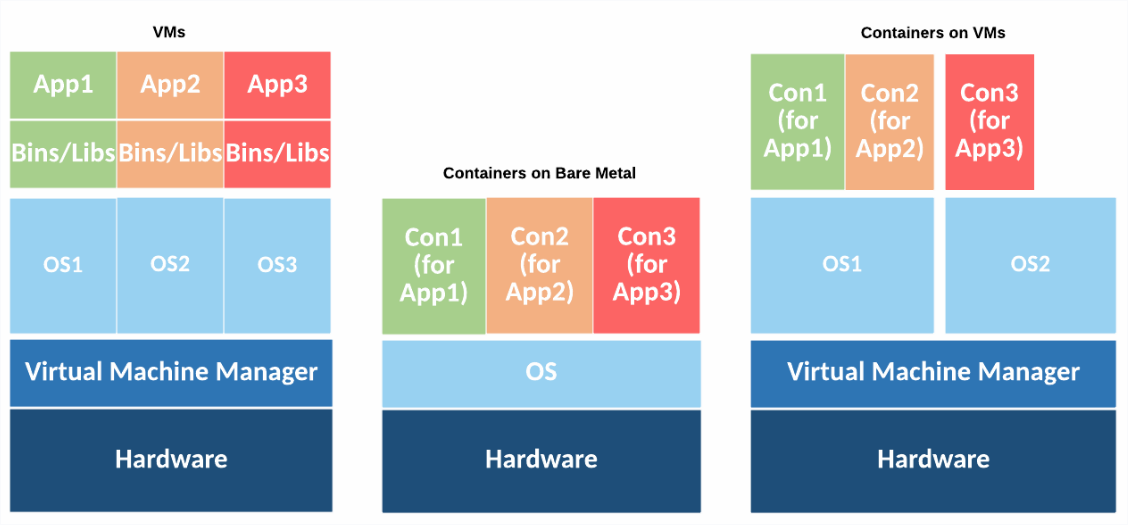 VMs
App1
App2
App3
Bins/Libs
Bins/Libs
Bins/Libs
OS1
OS2
OS3
Virtual Machine Manager
Hardware
Containers on Bare Metal
Con1
(for
App1)
Con2
(for
App2)
Con3
(for
App3)
OS
Hardware
Containers on VMs
Con1
(for
App1)
Con2
(for
App2)
Con3
(for
App3)
OS1
OS2
Virtual Machine Manager
Hardware